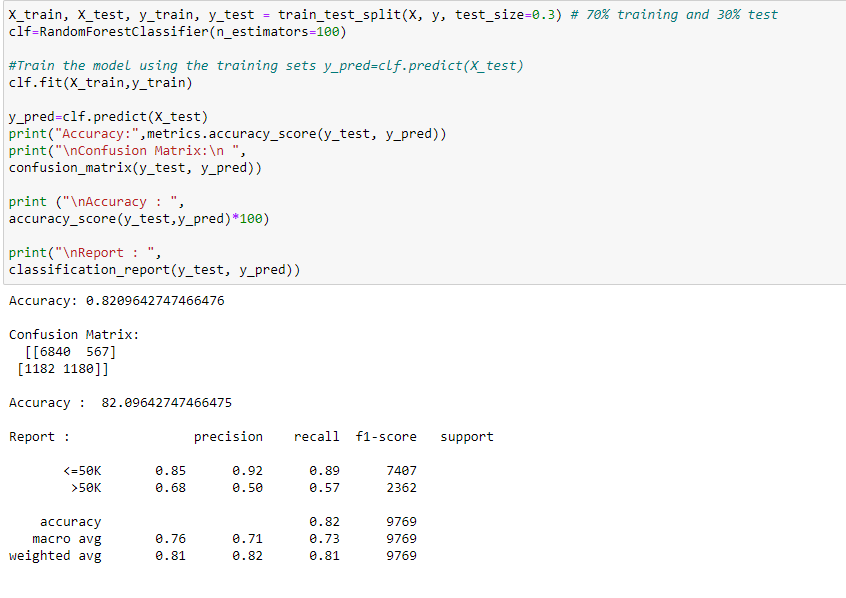 X_train, X_test, y_train, y_test = train_test_split(X, y, test_size=0.3) # 70% training and 30% test
clf=RandomForestClassifier(n_estimators=100)
#Train the model using the training sets y_pred=clf.predict(X_test)
clf.fit(X_train,y_train)
y_pred=clf.predict(X_test)
print("Accuracy:",metrics.accuracy_score(y_test, y_pred))
print("\nConfusion Matrix:\n ",
confusion_matrix(y_test, y_pred))
print ("\nAccuracy : ",
accuracy_score(y_test,y_pred)*100)
print("\nReport : ",
classification_report(y_test, y_pred))
Accuracy: 0.8209642747466476
Confusion Matrix:
[[6840 567]
[1182 1180]]
Accuracy : 82.09642747466475
Report : precision recall f1-score support
<=50K 0.85 0.92 0.89 7407
>50K 0.68 0.50 0.57 2362
accuracy 0.82 9769
macro avg 0.76 0.71 0.73 9769
weighted avg 0.81 0.82 0.81 9769